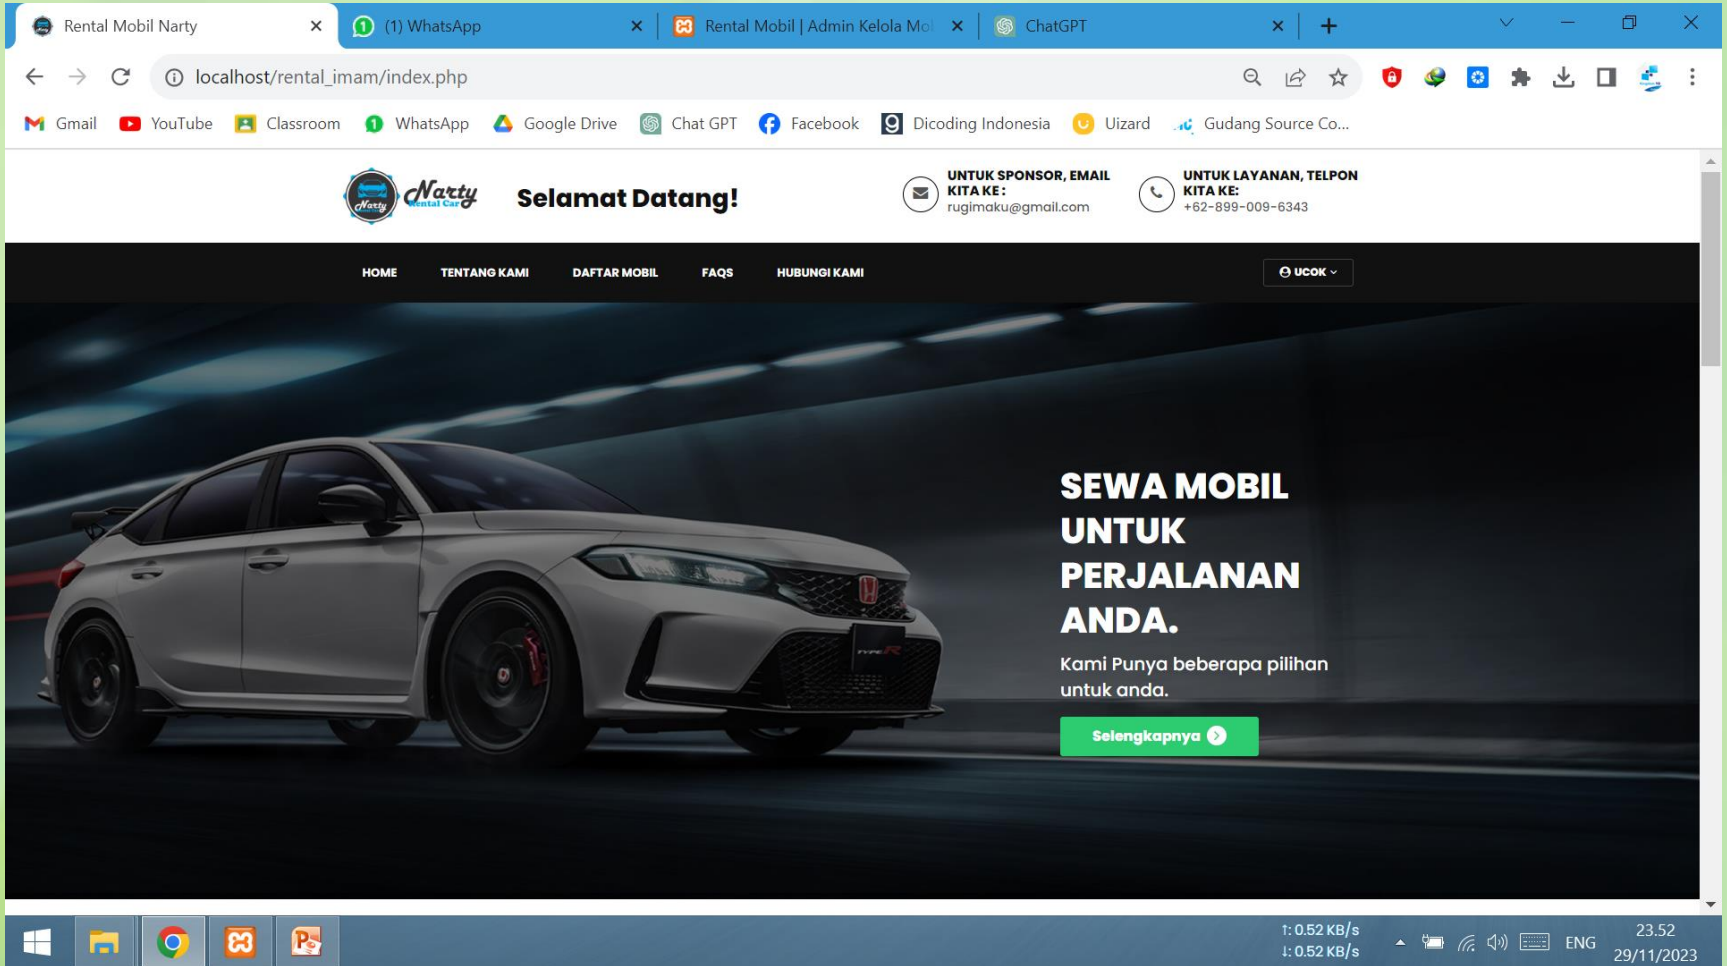 Rental Mobil Narty
(1) WhatsApp
Rental Mobil | Admin Kelola Mo
ChatGPT
localhost/rental_imam/index.php
Gmail
YouTube
Classroom
WhatsApp
Google Drive
Chat GPT
Facebook
Dicoding Indonesia
Uizard
Gudang Source Co...
Narty
Narty
Rental Car
Selamat Datang!
UNTUK SPONSOR, EMAIL
KITA KE :
rugimaku@gmail.com
UNTUK LAYANAN, TELPON
KITA KE:
+62-899-009-6343
HOME
TENTANG KAMI
DAFTAR MOBIL
FAQS
HUBUNGI KAMI
UCOK
SEWA MOBIL
UNTUK
PERJALANAN
ANDA.
Kami Punya beberapa pilihan
untuk anda.
Selengkapnya
TYPE R
↑: 0.52 KB/s
↓: 0.52 KB/s
ENG
23.52
29/11/2023